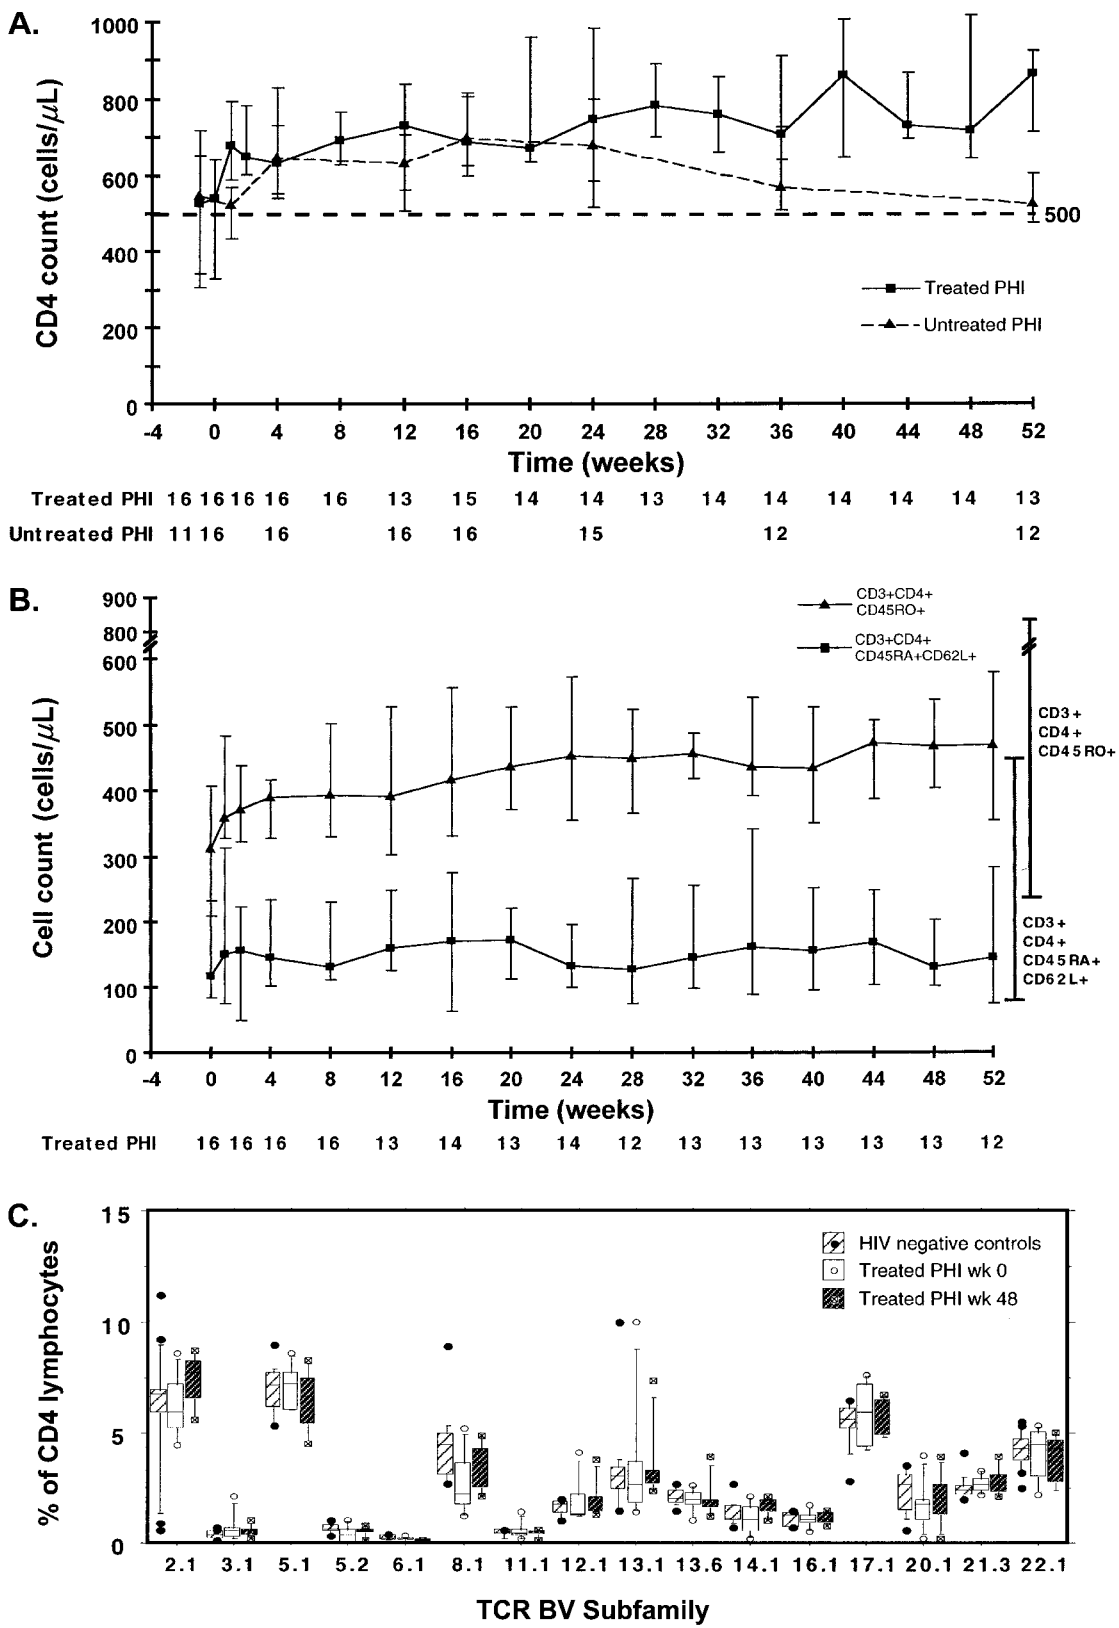 A.
1000
800
600
400
200
0
CD4 count (cells/μL)
500
Treated PHI
Untreated PHI
-4 0 4 8 12 16 20 24 28 32 36 40 44 48 52
Time (weeks)
Treated PHI 16 16 16 16 16 13 15 14 14 13 14 14 14 14 14 13
Untreated PHI 11 16 16 16 16 15 12 12
B.
900
800
600
500
400
300
200
100
0
Cell count (cells/μL)
CD3+CD4+
CD45RO+
CD3+CD4+
CD45RA+CD62L+
CD3+
CD4+
CD45RO+
CD3+
CD4+
CD45RA+
CD62L+
-4 0 4 8 12 16 20 24 28 32 36 40 44 48 52
Time (weeks)
Treated PHI 16 16 16 16 13 14 13 14 12 13 13 13 13 13 12
C.
15
10
5
0
% of CD4 lymphocytes
HIV negative controls
Treated PHI wk 0
Treated PHI wk 48
2.1 3.1 5.1 5.2 6.1 8.1 11.1 12.1 13.1 13.6 14.1 16.1 17.1 20.1 21.3 22.1
TCR BV Subfamily